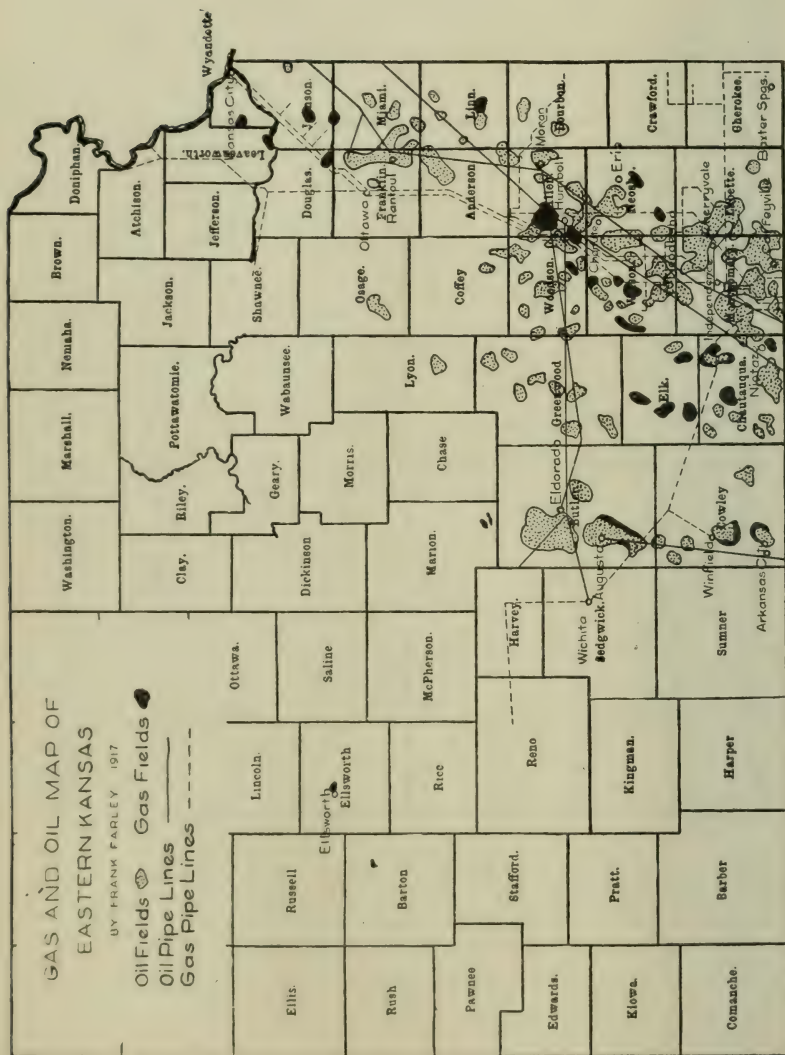 GAS AND OIL MAP OF
EASTERN KANSAS
BY FRANK FARLEY 1917
Oil Fields Gas Fields
Oil Pipe Lines
Gas Pipe Lines
Washington.
Marshall.
Nemaha.
Brown.
Doniphan.
Atchison.
Jackson.
Pottawatomie.
Riley.
Clay.
Ottawa.
Lincoln.
Russell
Ellis.
Rush
Barton
Ellsworth
Ellsworth
Saline
Dickinson
Geary.
Wabaunsee.
Shawnee.
Jefferson.
Leavenworth.
Wyandotte
Kansas City
Johnson.
Douglas.
Osage.
Lyon.
Morris.
Chase
Marion.
McPherson.
Rice
Pawnee
Stafford.
Edwards.
Kiowa.
Pratt.
Reno
Harvey.
Sedgwick.
Wichita
Augusta
Eldorado
Butler
Greenwood
Coffey
Anderson
Franklin
Ottawa
Rantoul
Miami.
Linn.
Bourbon
Moran
Allen
Humbolt
Chanute
Woodson.
Wilson.
Neosho
Erie
Crawford.
Cherokee.
Baxter Spgs.
Labette.
Cherryvale
Independence
Montgomery
Coffeyville
Elk.
Chautauqua.
Niotaze
Cowley
Winfield
Arkansas City
Sumner
Kingman.
Harper
Barber
Comanche.